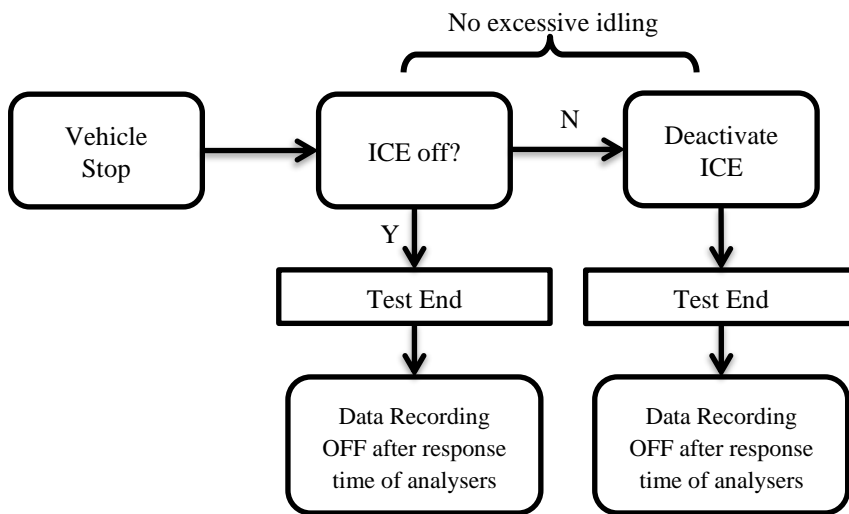 No excessive idling
Vehicle
Stop
ICE off?
N
Deactivate
ICE
Y
Test End
Test End
Data Recording
OFF after response
time of analysers
Data Recording
OFF after response
time of analysers